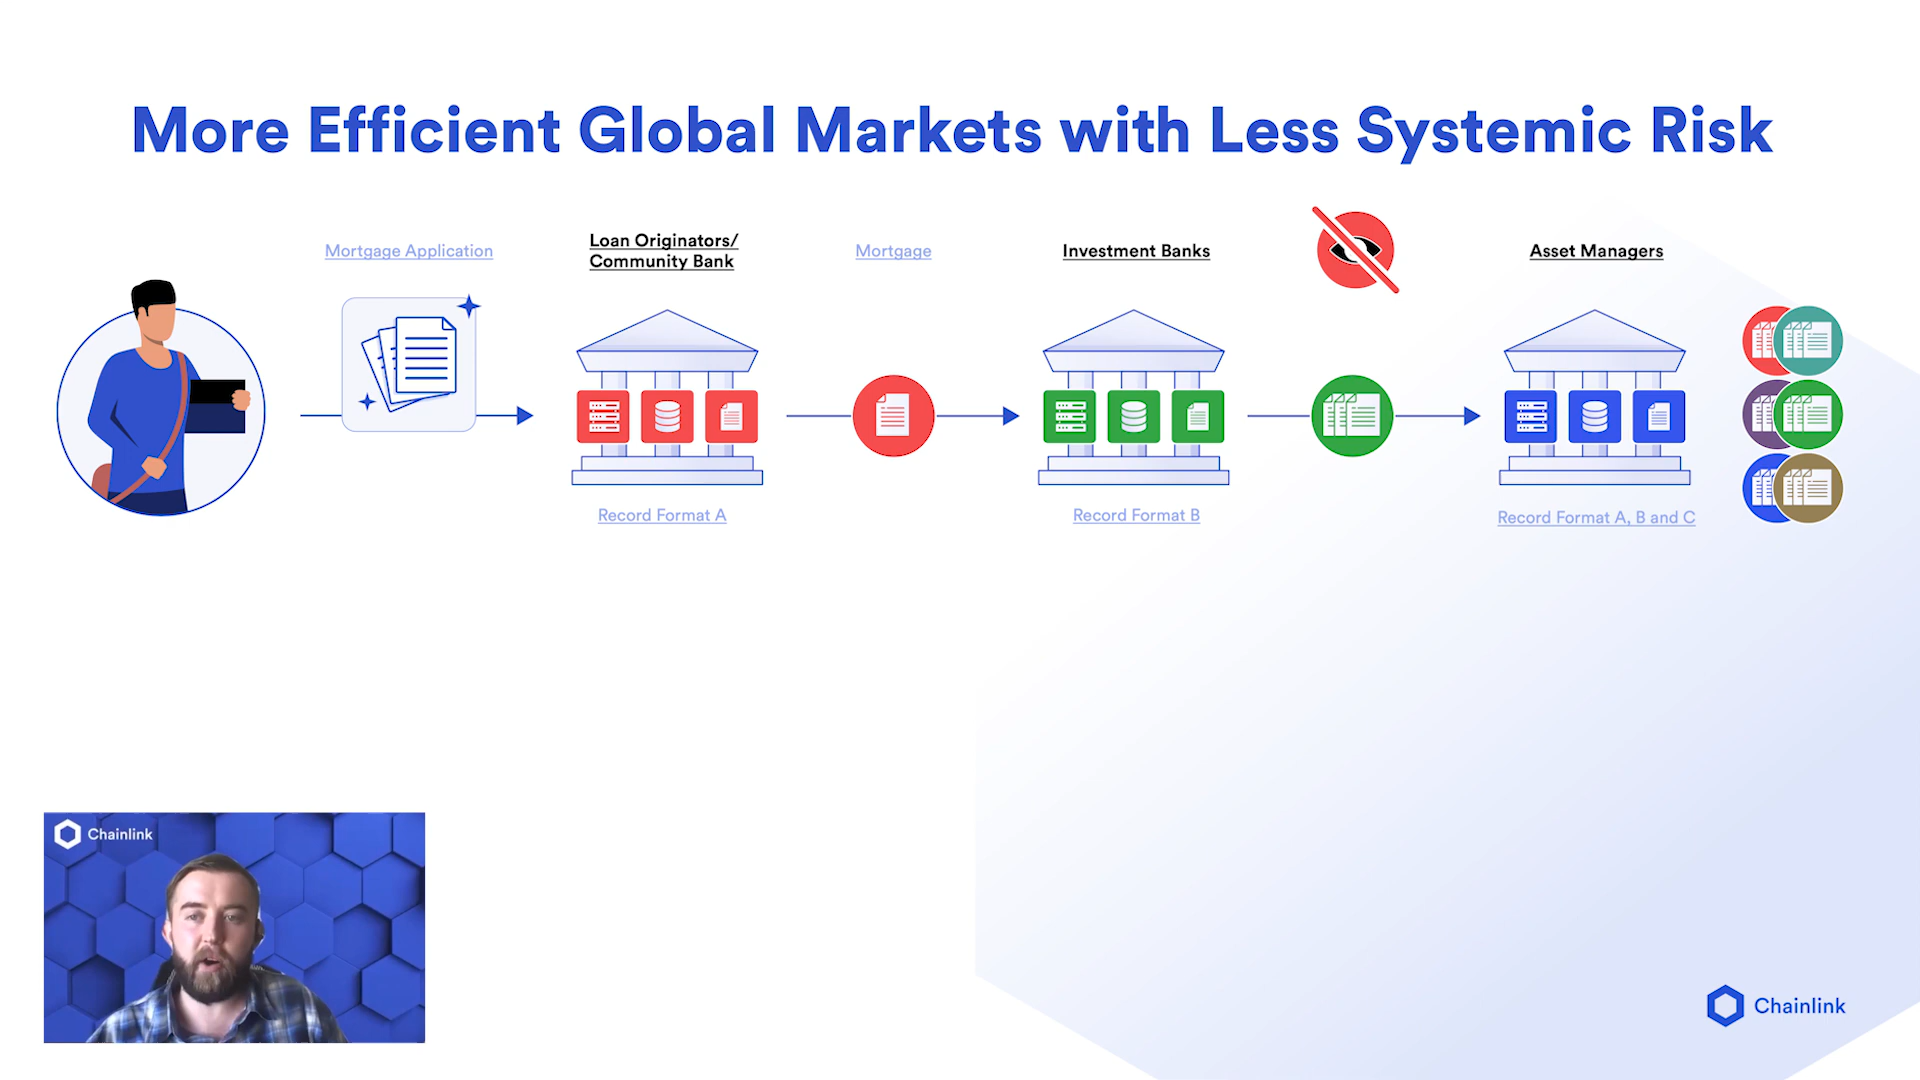 More Efficient Global Markets with Less Systemic Risk
Mortgage Application
Loan Originators/
Community Bank
Mortgage
Investment Banks
Asset Managers
Record Format A
Record Format B
Record Format A, B and C
Chainlink
Chainlink